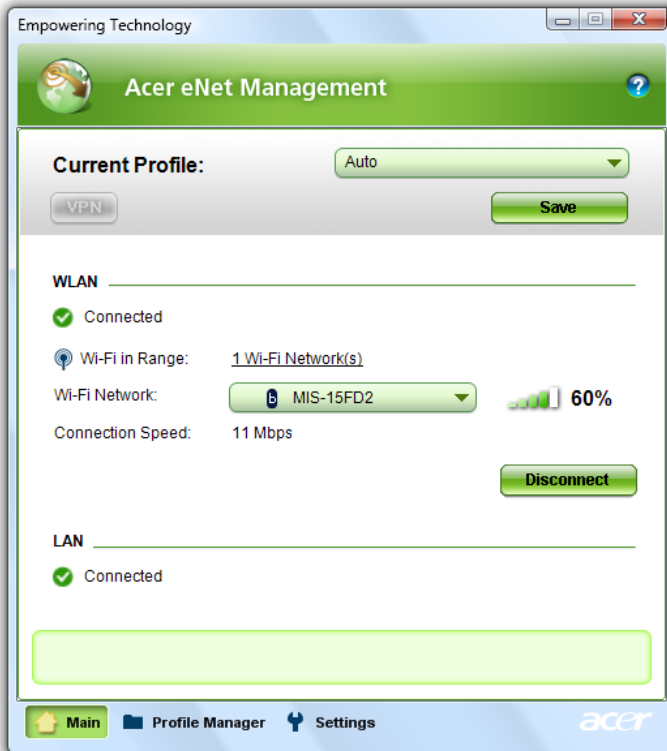 Empowering Technology
Acer eNet Management
?
Current Profile:
Auto
VPN
Save
WLAN
Connected
Wi-Fi in Range:
1 Wi-Fi Network(s)
Wi-Fi Network:
b
MIS-15FD2
60%
Connection Speed:
11 Mbps
Disconnect
LAN
Connected
Main
Profile Manager
Settings
acer